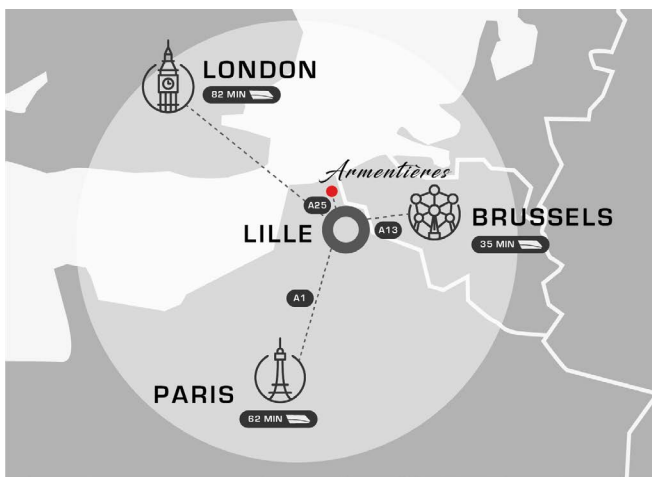 LONDON
82 MIN
Armentières
A25
LILLE
A13
BRUSSELS
35 MIN
A1
PARIS
62 MIN